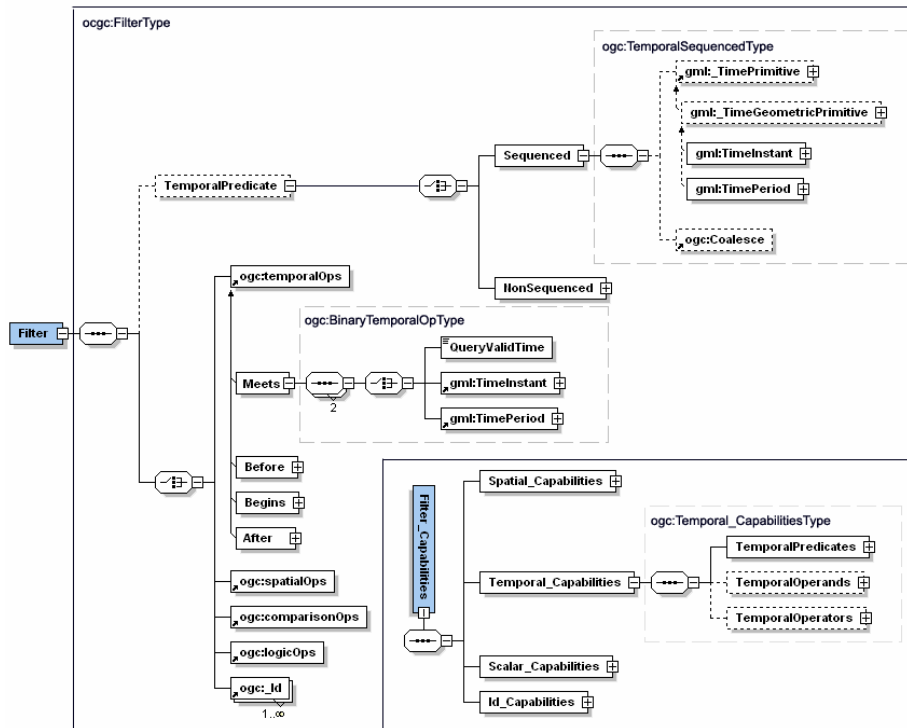 ocgc:FilterType
ogc:TemporalSequencedType
gml:_TimePrimitive
gml:_TimeGeometricPrimitive
Sequenced
gml:TimeInstant
TemporalPredicate
gml:TimePeriod
ogc:Coalesce
ogc:temporalOps
NonSequenced
ogc:BinaryTemporalOpType
Filter
QueryValidTime
Meets
gml:TimeInstant
2
gml:TimePeriod
Before
Begins
After
ogc:spatialOps
ogc:comparisonOps
ogc:logicOps
ogc:_Id
1..∞
Filter_Capabilities
Spatial_Capabilities
ogc:Temporal_CapabilitiesType
TemporalPredicates
Temporal_Capabilities
TemporalOperands
TemporalOperators
Scalar_Capabilities
Id_Capabilities